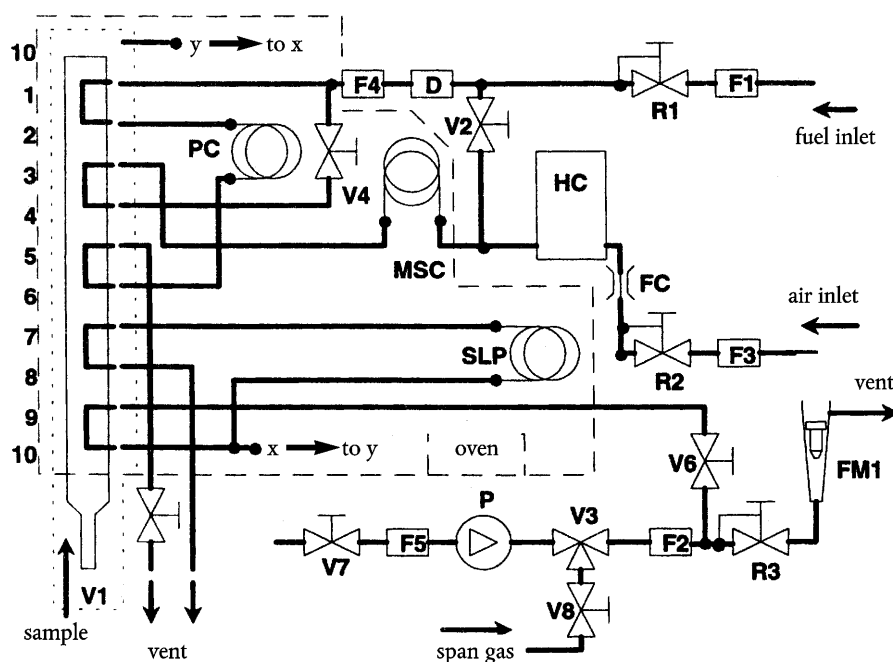 10
y to x
1
F4 D
R1
F1
2
PC
V2
fuel inlet
3
V4
HC
4
5
MSC
FC
air inlet
6
7
SLP
R2
F3
8
vent
9
10
x to y
oven
V6
FM1
P
V3
V7
F5
F2
R3
V1
V8
sample
vent
span gas